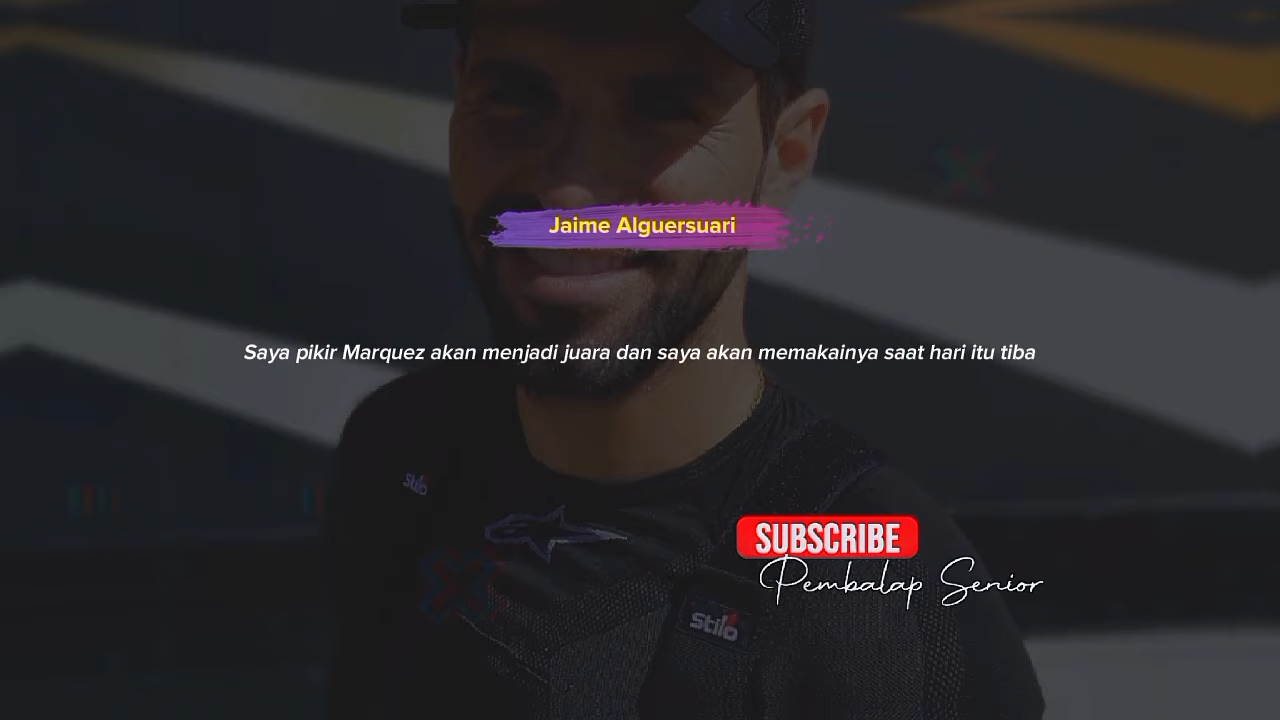 Jaime Alguersuari
Saya pikir Marquez akan menjadi juara dan saya akan memakainya saat hari itu tiba
Stilo
SUBSCRIBE
Pembalap Senior
Stilo